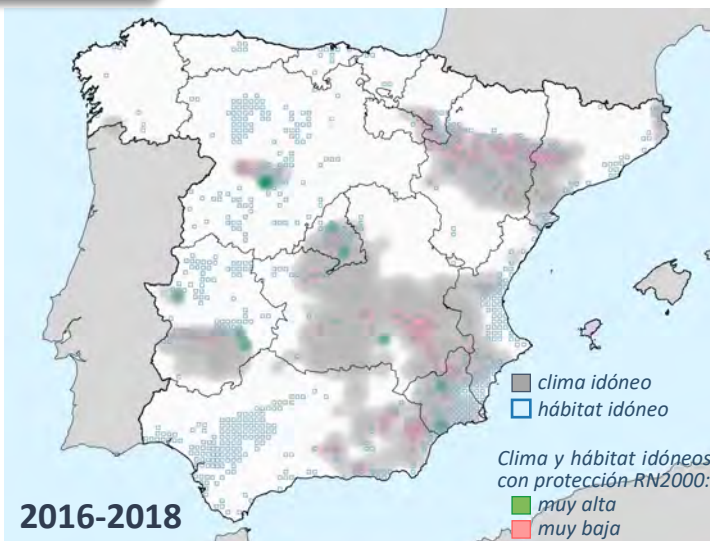 clima idóneo
hábitat idóneo
Clima y hábitat idóneos
con protección RN2000:
muy alta
muy baja
2016-2018